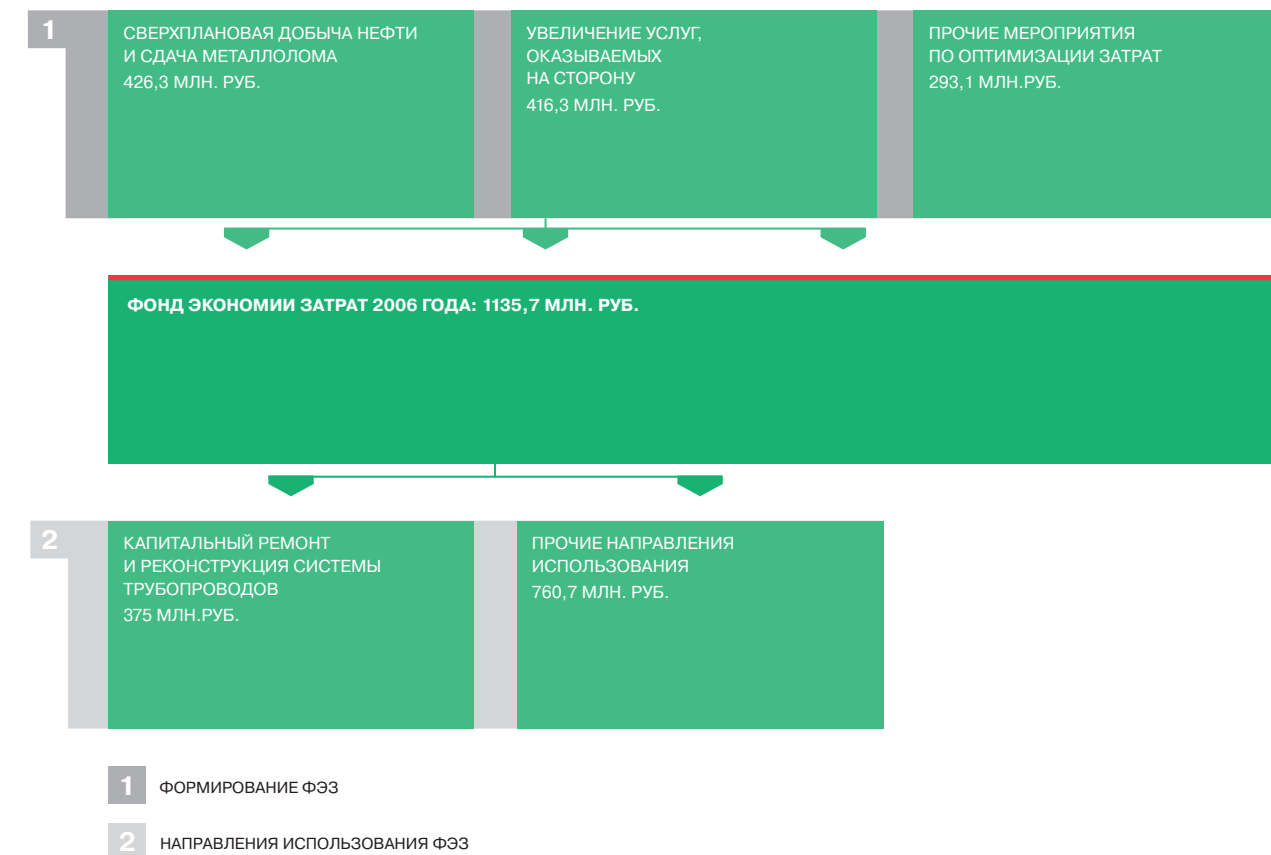 1
СВЕРХПЛАНОВАЯ ДОБЫЧА НЕФТИ
И СДАЧА МЕТАЛЛОЛОМА
426,3 МЛН. РУБ.
УВЕЛИЧЕНИЕ УСЛУГ,
ОКАЗЫВАЕМЫХ
НА СТОРОНУ
416,3 МЛН. РУБ.
ПРОЧИЕ МЕРОПРИЯТИЯ
ПО ОПТИМИЗАЦИИ ЗАТРАТ
293,1 МЛН.РУБ.
ФОНД ЭКОНОМИИ ЗАТРАТ 2006 ГОДА: 1135,7 МЛН. РУБ.
2
КАПИТАЛЬНЫЙ РЕМОНТ
И РЕКОНСТРУКЦИЯ СИСТЕМЫ
ТРУБОПРОВОДОВ
375 МЛН.РУБ.
ПРОЧИЕ НАПРАВЛЕНИЯ
ИСПОЛЬЗОВАНИЯ
760,7 МЛН. РУБ.
1 ФОРМИРОВАНИЕ ФЭЗ
2 НАПРАВЛЕНИЯ ИСПОЛЬЗОВАНИЯ ФЭЗ